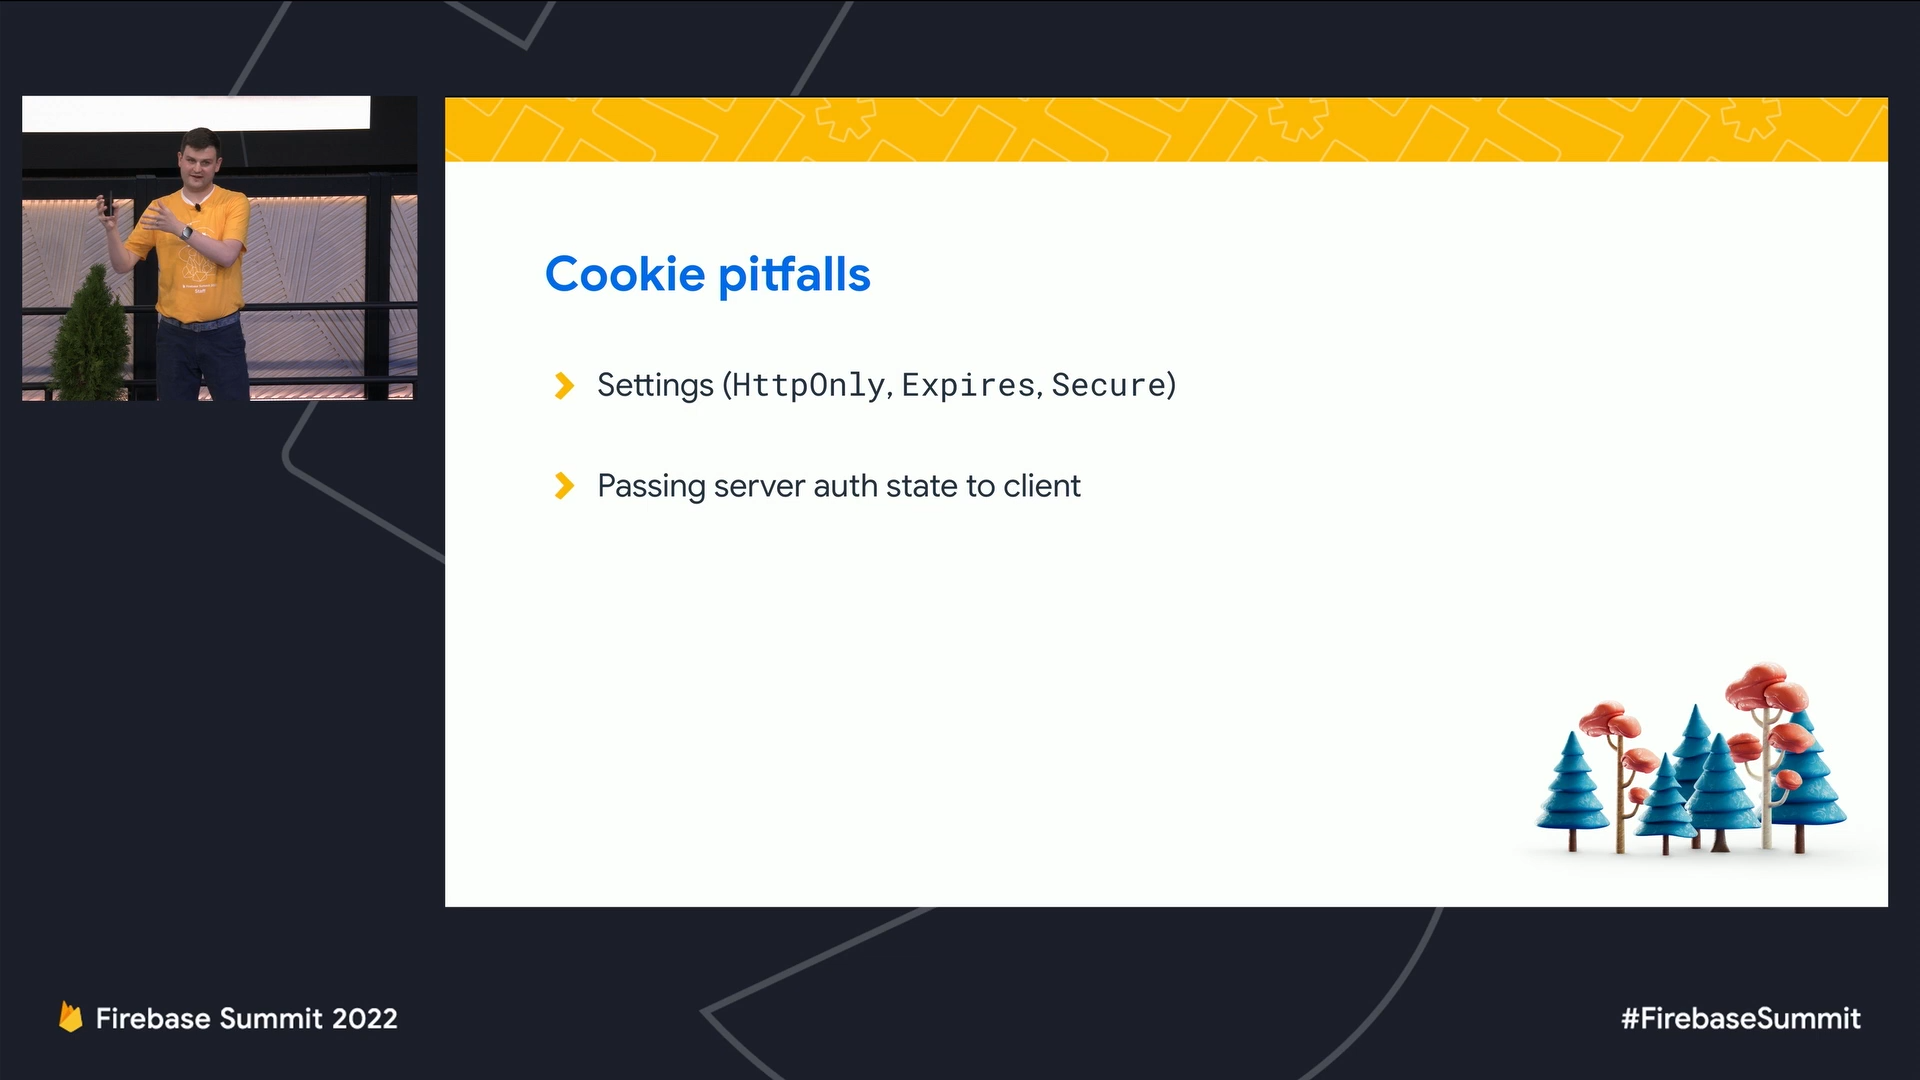 Cookie pitfalls
Settings (HttpOnly, Expires, Secure)
Passing server auth state to client
Firebase Summit 2022
#FirebaseSummit